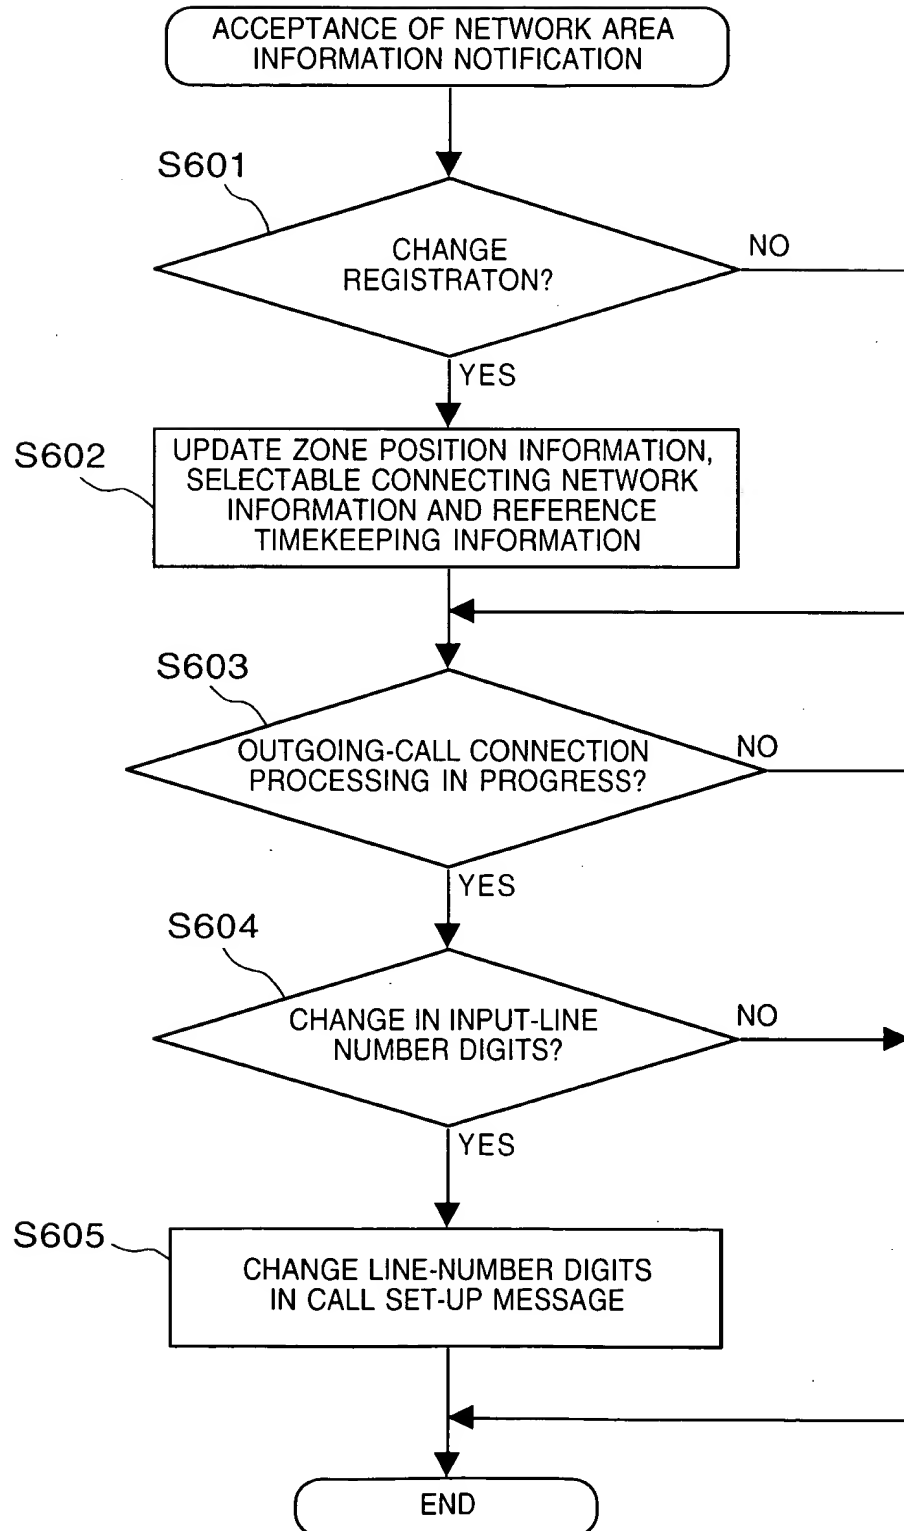 ACCEPTANCE OF NETWORK AREA
INFORMATION NOTIFICATION
S601
CHANGE
REGISTRATON?
NO
YES
S602
UPDATE ZONE POSITION INFORMATION,
SELECTABLE CONNECTING NETWORK
INFORMATION AND REFERENCE
TIMEKEEPING INFORMATION
S603
OUTGOING-CALL CONNECTION
PROCESSING IN PROGRESS?
NO
YES
S604
CHANGE IN INPUT-LINE
NUMBER DIGITS?
NO
YES
S605
CHANGE LINE-NUMBER DIGITS
IN CALL SET-UP MESSAGE
END